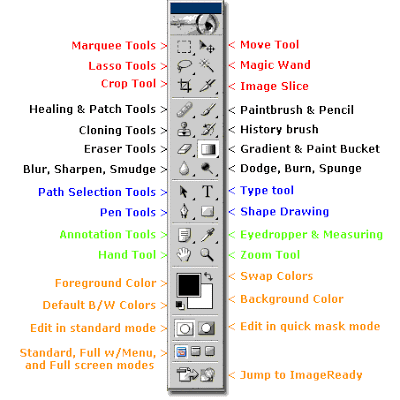 Marquee Tools > < Move Tool
Lasso Tools > < Magic Wand
Crop Tool > < Image Slice
Healing & Patch Tools > < Paintbrush & Pencil
Cloning Tools > < History brush
Eraser Tools > < Gradient & Paint Bucket
Blur, Sharpen, Smudge > < Dodge, Burn, Spunge
Path Selection Tools > T < Type tool
Pen Tools > < Shape Drawing
Annotation Tools > < Eyedropper & Measuring
Hand Tool > < Zoom Tool
Foreground Color > < Swap Colors
Default B/W Colors > < Background Color
Edit in standard mode > < Edit in quick mask mode
Standard, Full w/Menu, >
and Full screen modes
< Jump to ImageReady